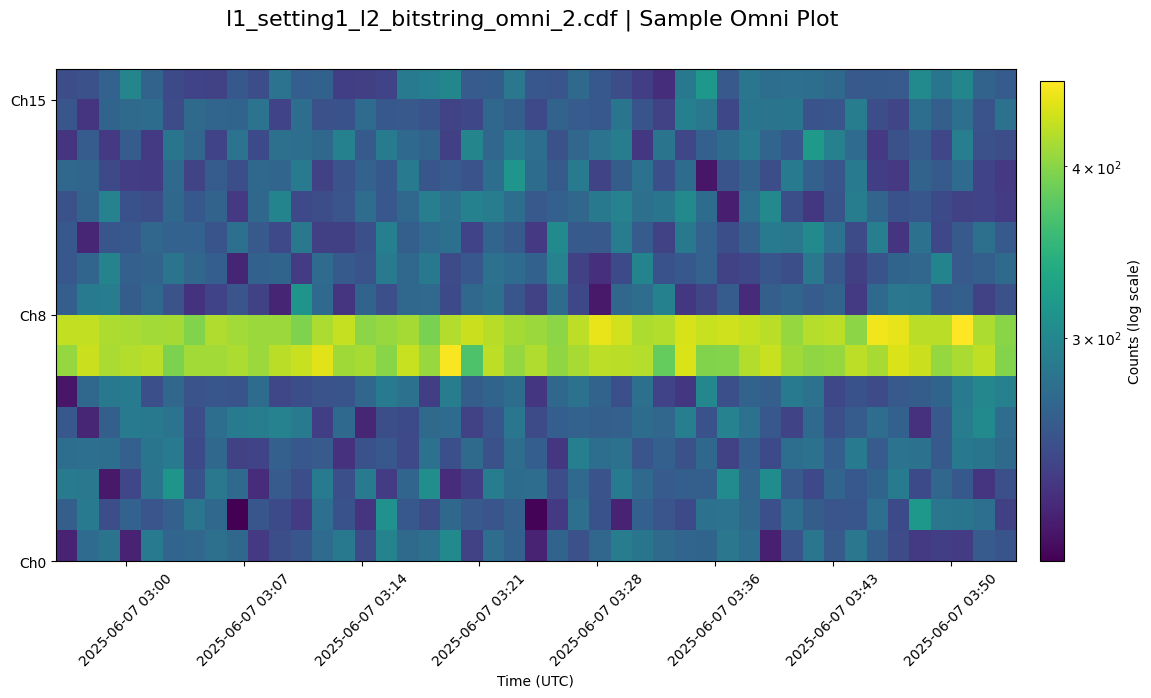 l1_setting1_l2_bitstring_omni_2.cdf | Sample Omni Plot
Ch15
Ch8
Ch0
4 × 10²
3 × 10²
Counts (log scale)
2025-06-07 03:00
2025-06-07 03:07
2025-06-07 03:14
2025-06-07 03:21
2025-06-07 03:28
2025-06-07 03:36
2025-06-07 03:43
2025-06-07 03:50
Time (UTC)